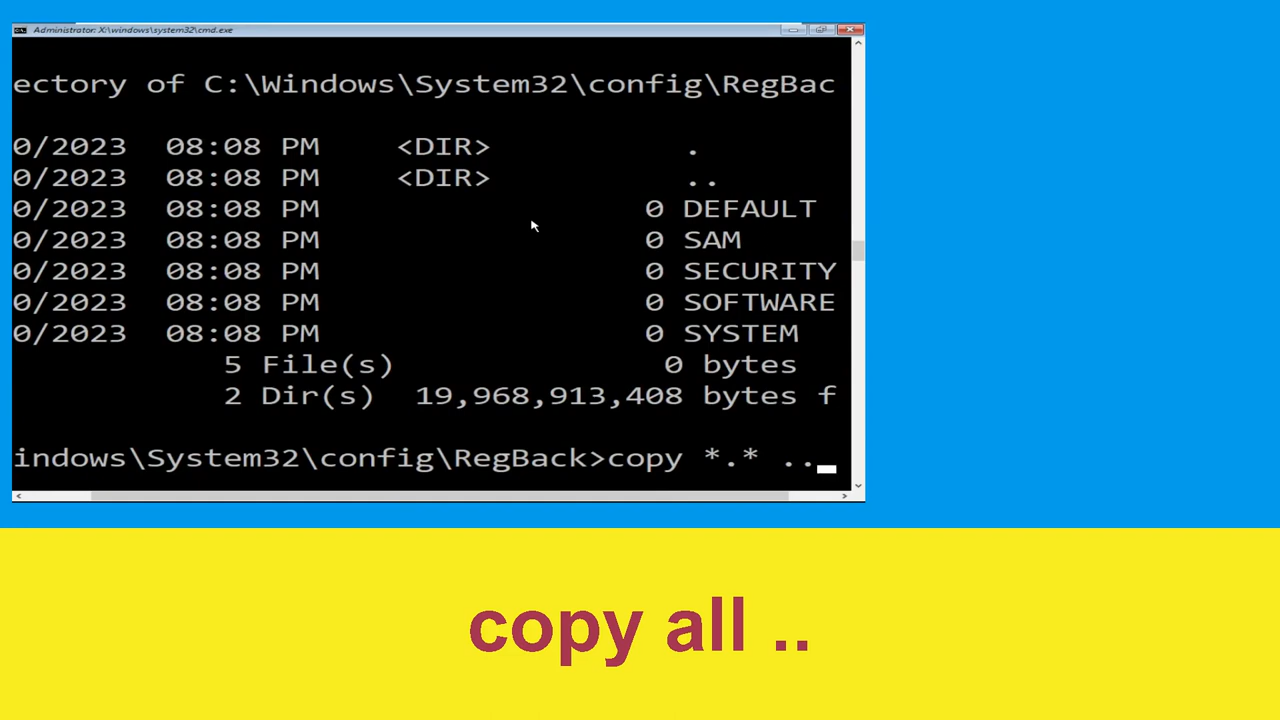 Administrator: X:\windows\system32\cmd.exe
ectory of C:\Windows\System32\config\RegBac
0/2023 08:08 PM <DIR> .
0/2023 08:08 PM <DIR> ..
0/2023 08:08 PM 0 DEFAULT
0/2023 08:08 PM 0 SAM
0/2023 08:08 PM 0 SECURITY
0/2023 08:08 PM 0 SOFTWARE
0/2023 08:08 PM 0 SYSTEM
5 File(s) 0 bytes
2 Dir(s) 19,968,913,408 bytes f
indows\System32\config\RegBack>copy *.* ..
copy all ..